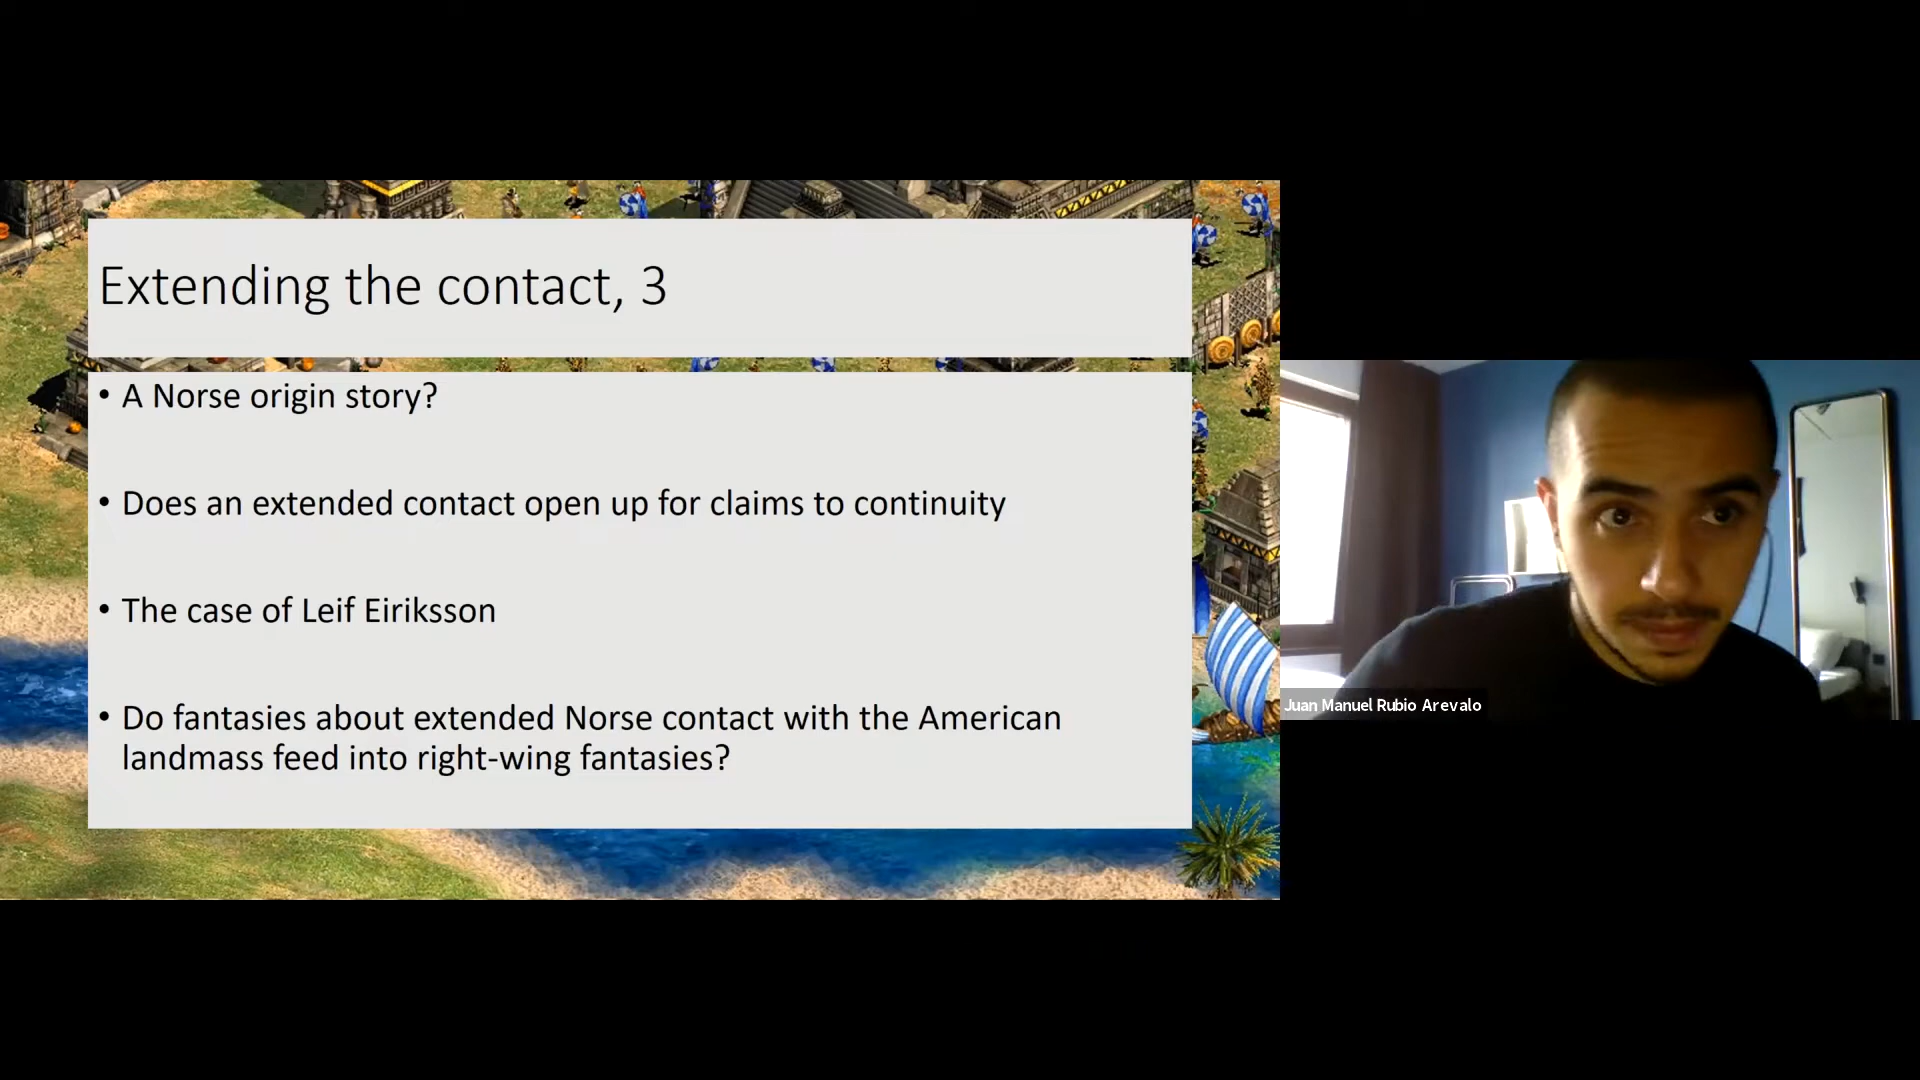 Extending the contact, 3
• A Norse origin story?
• Does an extended contact open up for claims to continuity
• The case of Leif Eiriksson
• Do fantasies about extended Norse contact with the American
landmass feed into right-wing fantasies?
Juan Manuel Rubio Arevalo